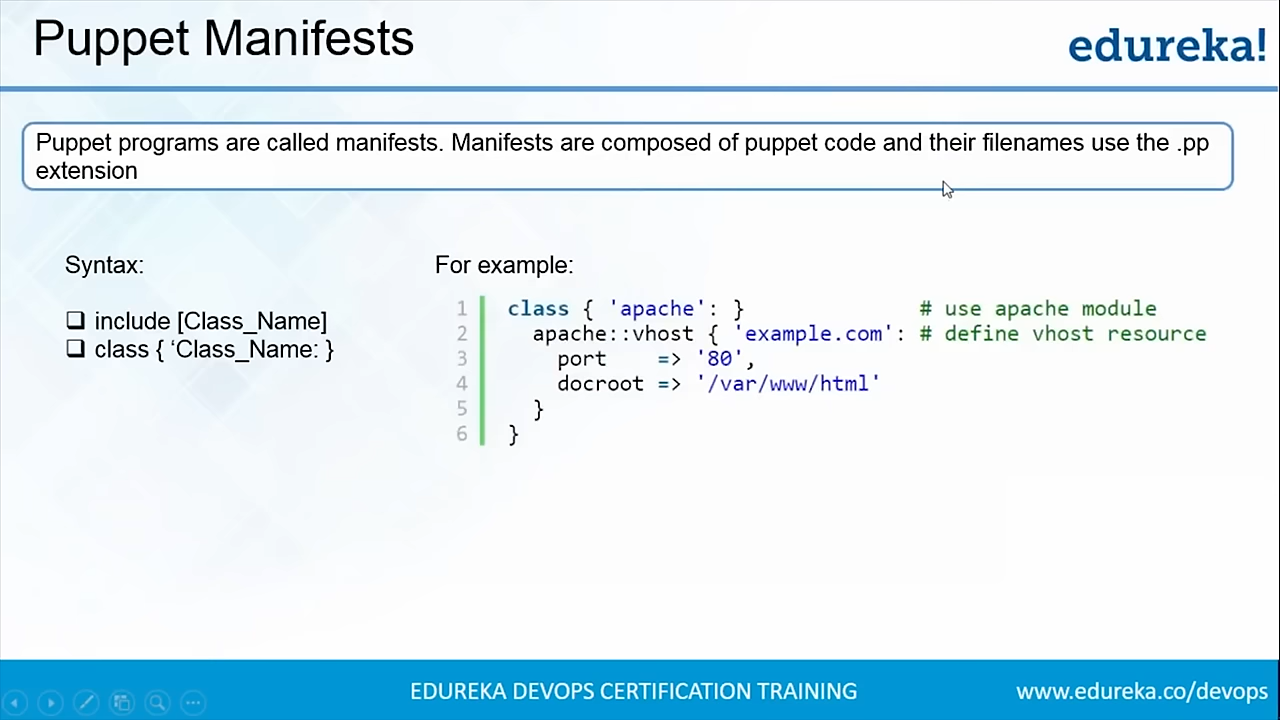 Puppet Manifests
edureka!
Puppet programs are called manifests. Manifests are composed of puppet code and their filenames use the .pp
extension
Syntax:
include [Class_Name]
class { ‘Class_Name: }
For example:
1 class { 'apache': } # use apache module
2 apache::vhost { 'example.com': # define vhost resource
3 port => '80',
4 docroot => '/var/www/html'
5 }
6 }
EDUREKA DEVOPS CERTIFICATION TRAINING
www.edureka.co/devops